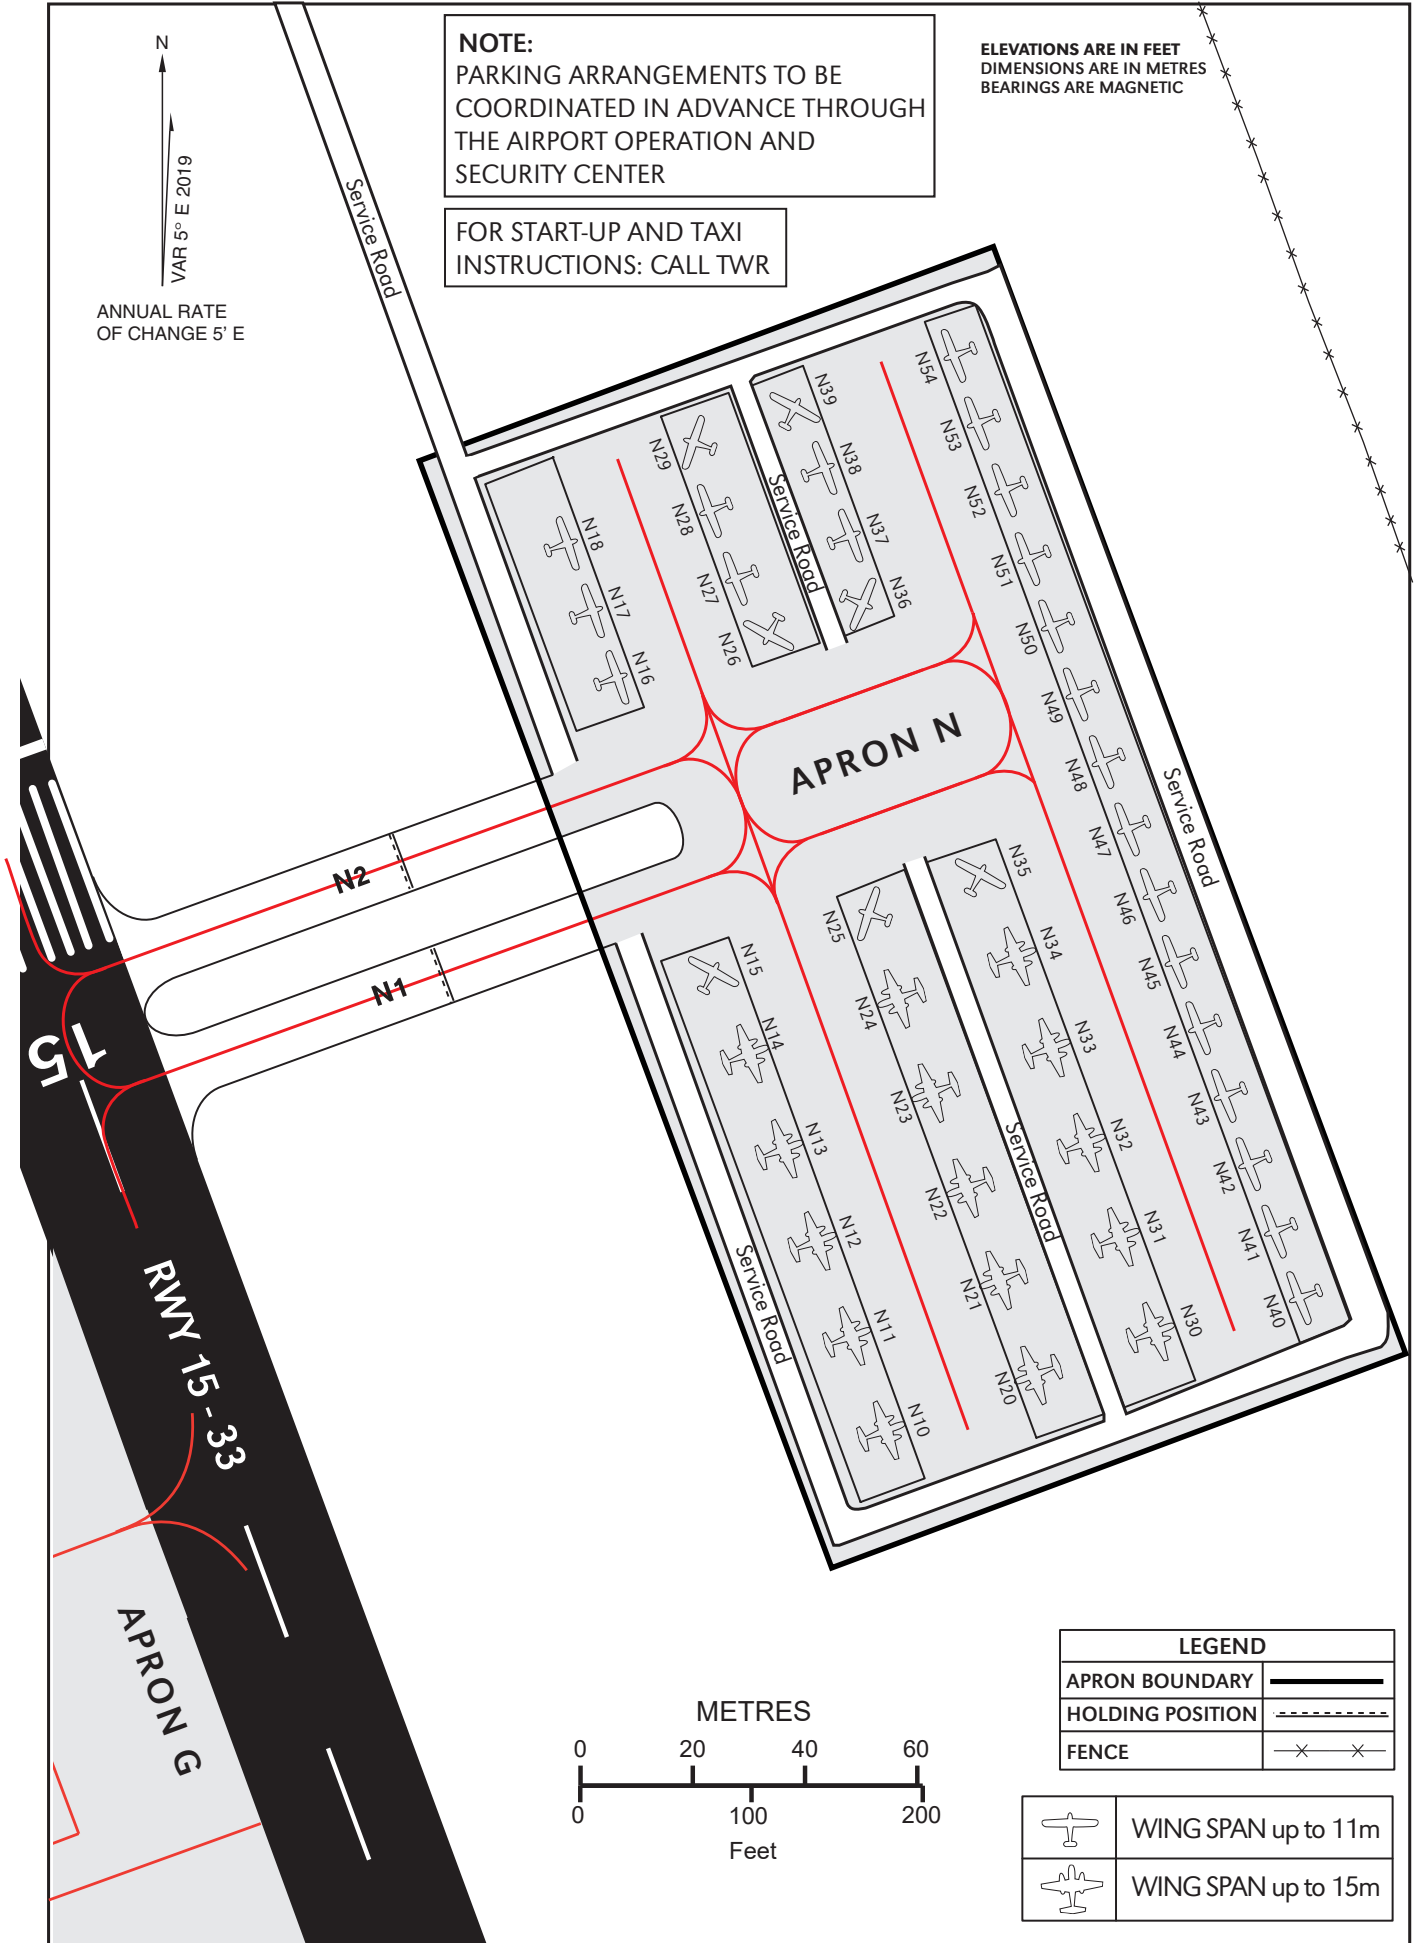 N
VAR 5° E 2019
ANNUAL RATE
OF CHANGE 5' E
NOTE:
PARKING ARRANGEMENTS TO BE
COORDINATED IN ADVANCE THROUGH
THE AIRPORT OPERATION AND
SECURITY CENTER
FOR START-UP AND TAXI
INSTRUCTIONS: CALL TWR
ELEVATIONS ARE IN FEET
DIMENSIONS ARE IN METRES
BEARINGS ARE MAGNETIC
Service Road
N54
N53
N52
N51
N50
N49
N48
N47
N46
N45
N44
N43
N42
N41
N40
Service Road
N39
N38
N37
N36
Service Road
N29
N28
N27
N26
N18
N17
N16
APRON N
N2
N1
N35
N34
N33
N32
N31
N30
Service Road
N25
N24
N23
N22
N21
N20
N15
N14
N13
N12
N11
N10
Service Road
15
RWY 15 - 33
APRON G
METRES
0 20 40 60
0 100 200
Feet
LEGEND
APRON BOUNDARY
HOLDING POSITION
FENCE
WING SPAN up to 11m
WING SPAN up to 15m